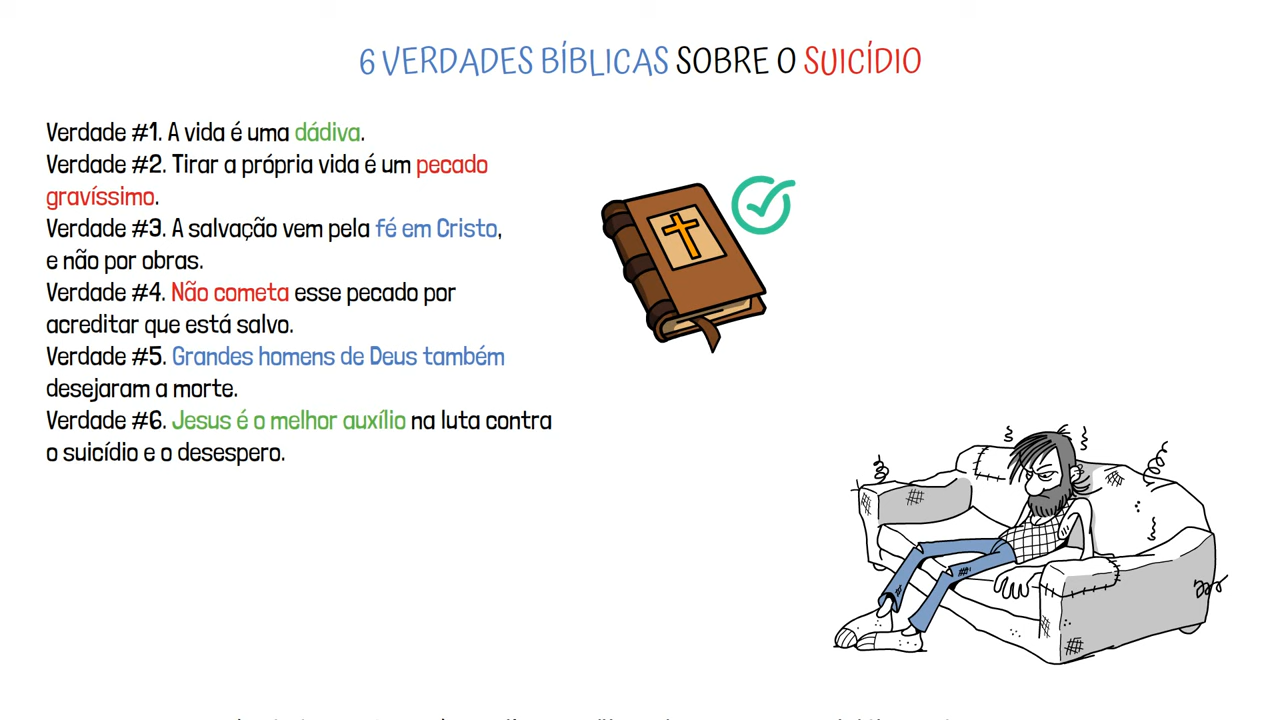 6 VERDADES BÍBLICAS SOBRE O SUICÍDIO
Verdade #1. A vida é uma dádiva.
Verdade #2. Tirar a própria vida é um pecado
gravíssimo.
Verdade #3. A salvação vem pela fé em Cristo,
e não por obras.
Verdade #4. Não cometa esse pecado por
acreditar que está salvo.
Verdade #5. Grandes homens de Deus também
desejaram a morte.
Verdade #6. Jesus é o melhor auxílio na luta contra
o suicídio e o desespero.